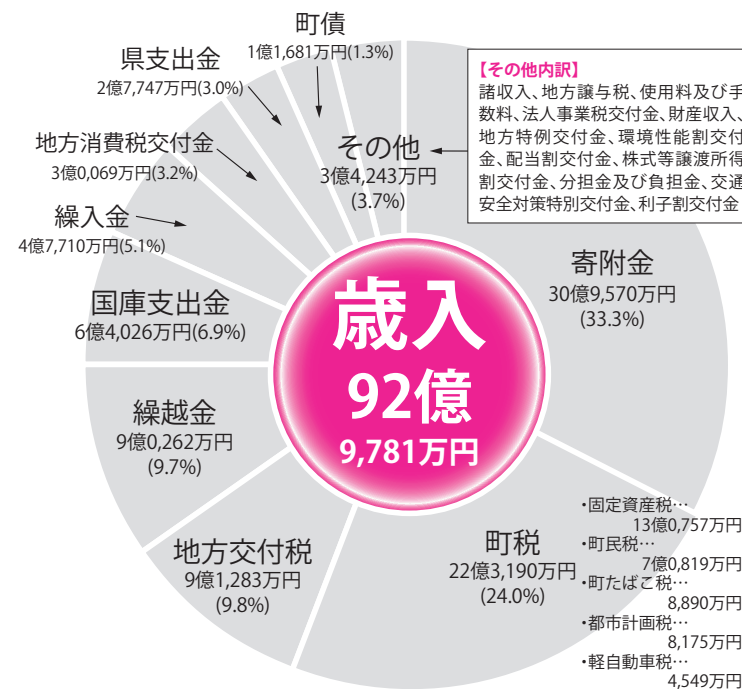 町債
1億1,681万円(1.3%)
県支出金
2億7,747万円(3.0%)
地方消費税交付金
3億0,069万円(3.2%)
繰入金
4億7,710万円(5.1%)
国庫支出金
6億4,026万円(6.9%)
繰越金
9億0,262万円
(9.7%)
地方交付税
9億1,283万円
(9.8%)
その他
3億4,243万円
(3.7%)
【その他内訳】
諸収入、地方譲与税、使用料及び手
数料、法人事業税交付金、財産収入、
地方特例交付金、環境性能割交付
金、配当割交付金、株式等譲渡所得
割交付金、分担金及び負担金、交通
安全対策特別交付金、利子割交付金
寄附金
30億9,570万円
(33.3%)
歳入
92億
9,781万円
町税
22億3,190万円
(24.0%)
・固定資産税…
13億0,757万円
・町民税…
7億0,819万円
・町たばこ税…
8,890万円
・都市計画税…
8,175万円
・軽自動車税…
4,549万円